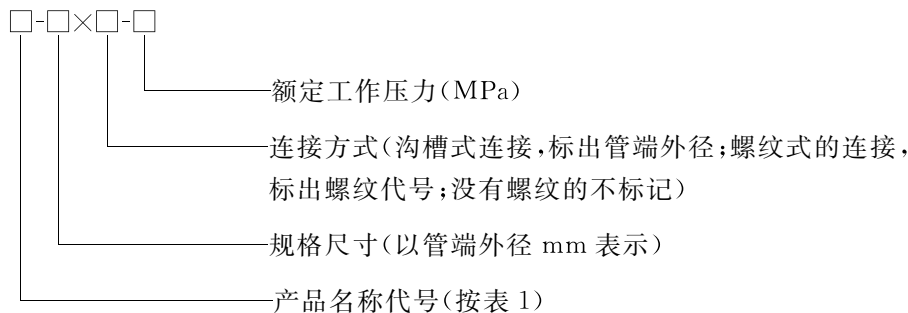 □-□×□-□
额定工作压力(MPa)
连接方式(沟槽式连接,标出管端外径;螺纹式的连接,
标出螺纹代号;没有螺纹的不标记)
规格尺寸(以管端外径 mm 表示)
产品名称代号(按表 1)